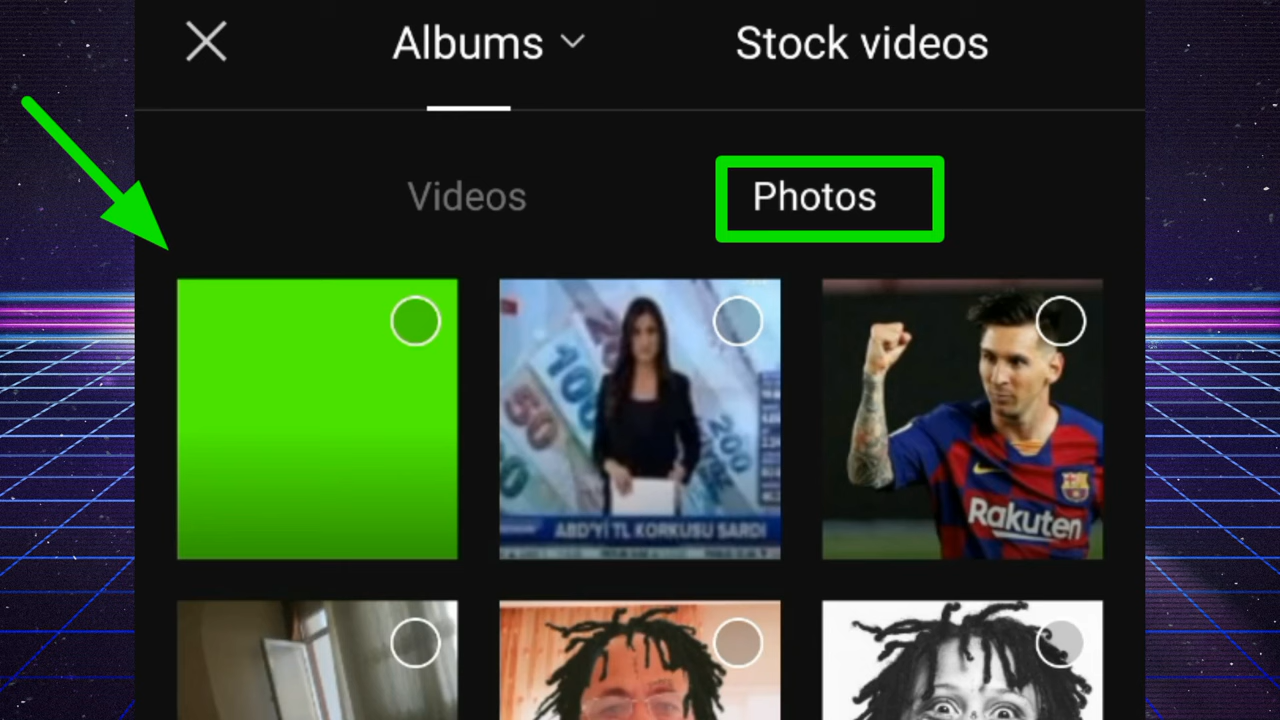 Albums
Stock videos
Videos
Photos
100
50
200
ABD'Yİ TL KORKUSU SARDI
Rakuten